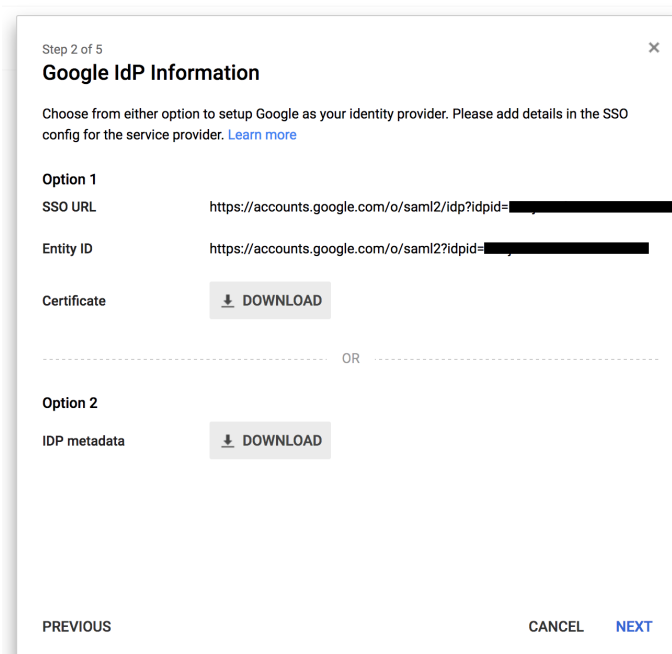 Step 2 of 5
Google IdP Information
Choose from either option to setup Google as your identity provider. Please add details in the SSO
config for the service provider. Learn more
Option 1
SSO URL https://accounts.google.com/o/saml2/idp?idpid=
Entity ID https://accounts.google.com/o/saml2?idpid=
Certificate DOWNLOAD
OR
Option 2
IDP metadata DOWNLOAD
PREVIOUS CANCEL NEXT